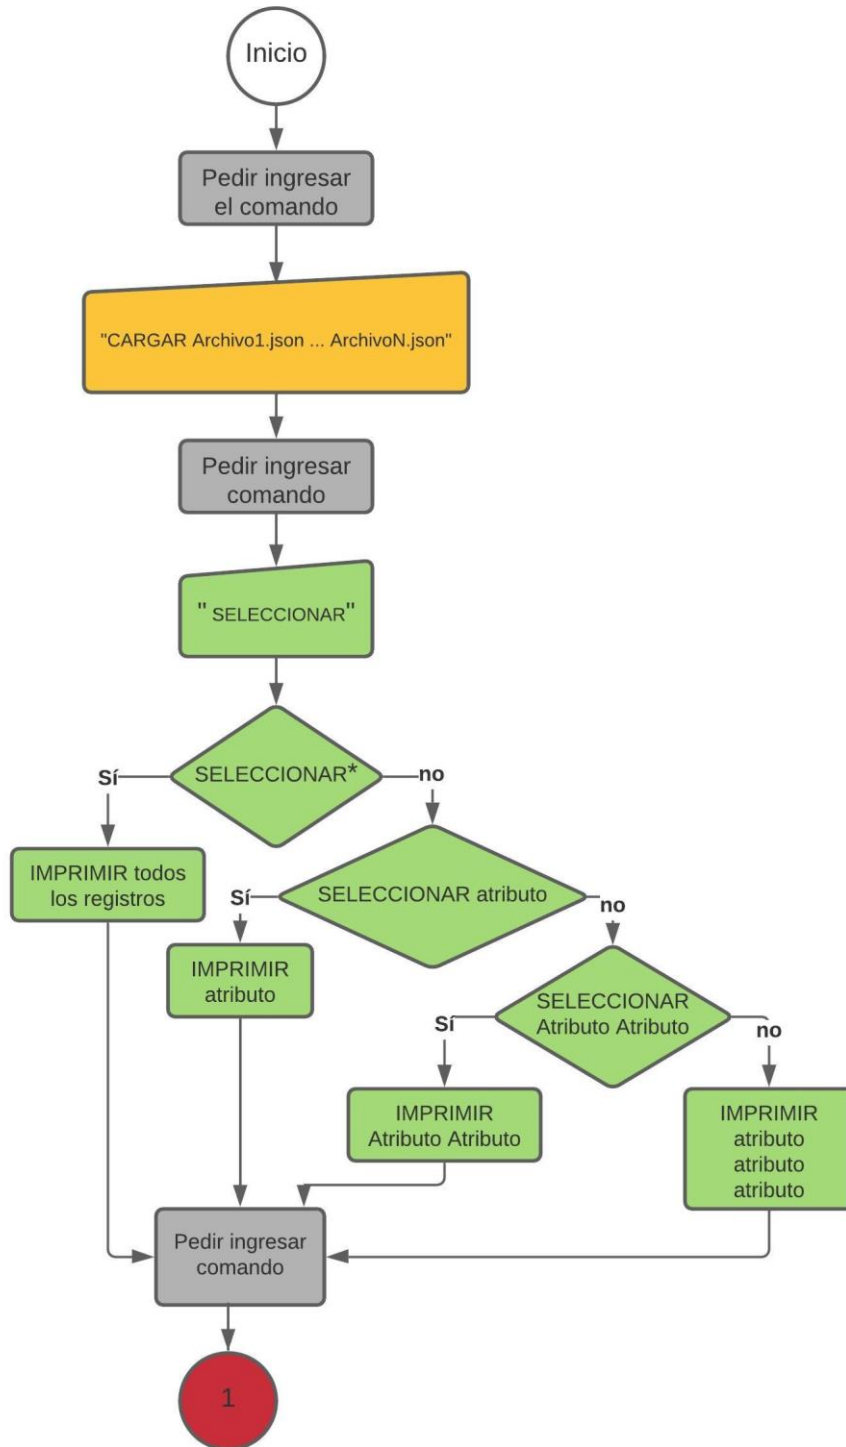 Inicio
Pedir ingresar
el comando
"CARGAR Archivo1.json ... ArchivoN.json"
Pedir ingresar
comando
" SELECCIONAR"
SELECCIONAR*
Sí
no
IMPRIMIR todos
los registros
SELECCIONAR atributo
Sí
no
IMPRIMIR
atributo
SELECCIONAR
Atributo Atributo
Sí
no
IMPRIMIR
Atributo Atributo
IMPRIMIR
atributo
atributo
atributo
Pedir ingresar
comando
1